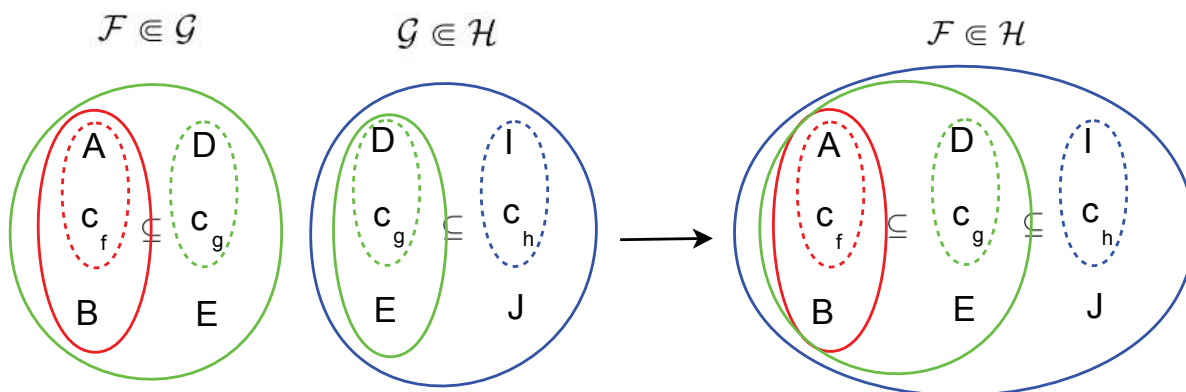 ℱ ⋐ 𝒢 𝒢 ⋐ ℋ ℱ ⋐ ℋ
A D D I A D I
c_f ⊆ c_g c_g ⊆ c_h c_f ⊆ c_g ⊆ c_h
B E E J B E J